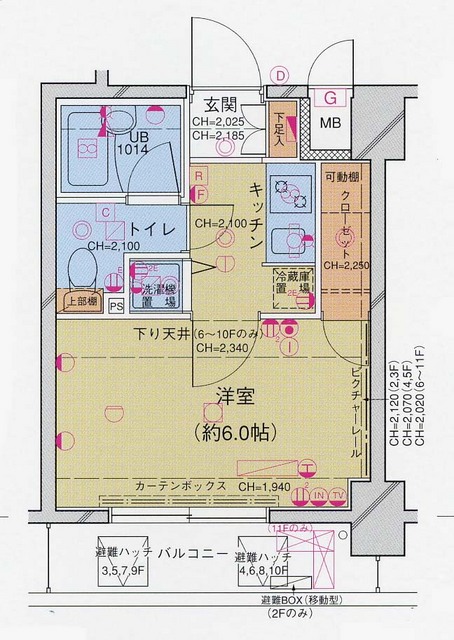 D
玄関
CH=2,025
CH=2,185
下足入
G
MB
UB
1014
R
F
キッチン
可動棚
クローゼット
CH=2,250
C
トイレ
CH=2,100
CH=2,100
E
2E
洗濯機
置場
冷蔵庫
置場
2E
上部棚
PS
下り天井(6〜10Fのみ)
CH=2,340
2
洋室
(約6.0帖)
ピクチャーレール
CH=2,120(2,3F)
CH=2,070(4,5F)
CH=2,020(6〜11F)
カーテンボックス CH=1,940
2
IN
TV
(11Fのみ)
避難ハッチ
3,5,7,9F
バルコニー
避難ハッチ
4,6,8,10F
避難BOX(移動型)
(2Fのみ)